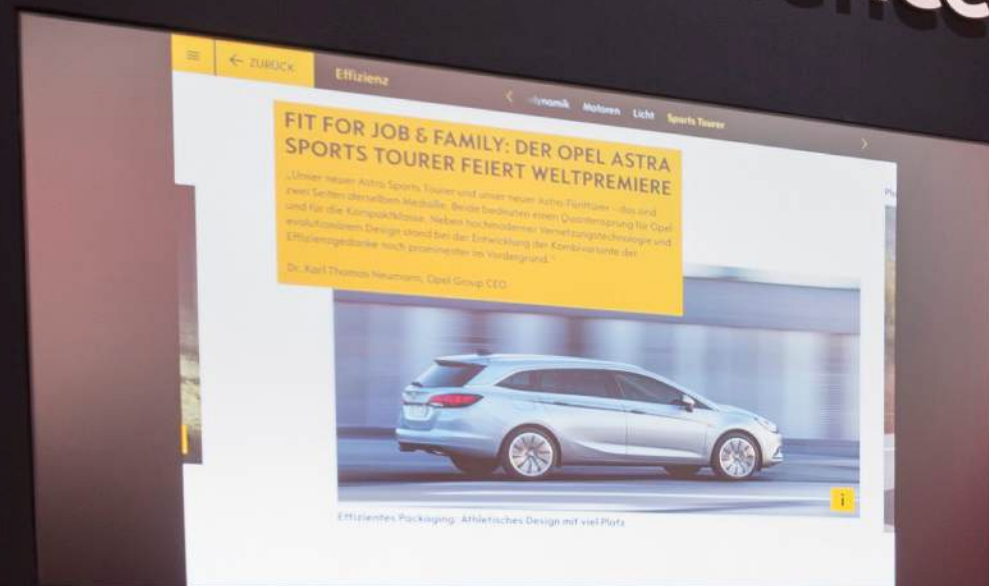 ← ZURÜCK
Effizienz
Motoren Licht Sports Tourer
FIT FOR JOB & FAMILY: DER OPEL ASTRA
SPORTS TOURER FEIERT WELTPREMIERE
„Unser neuer Astra Sports Tourer und unser neuer Astra Fünftürer – das sind
zwei Seiten derselben Medaille. Beide bedeuten einen Quantensprung für Opel
und für die Kompaktklasse. Neben hochmoderner Vernetzungstechnologie und
evolutionärem Design stand bei der Entwicklung der Kombivariante der
Effizienzgedanke noch prominenter im Vordergrund."
Dr. Karl Thomas Neumann, Opel Group CEO
i
Effizientes Packaging: Athletisches Design mit viel Platz